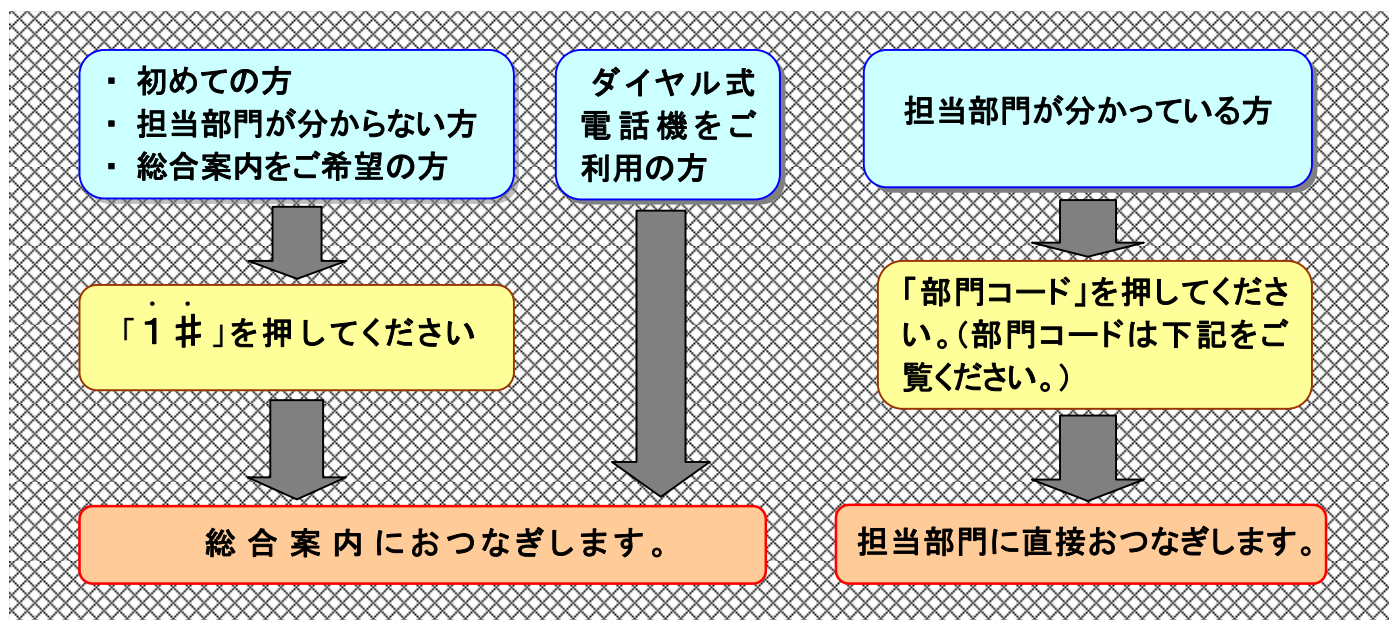 ・ 初めての方
・ 担当部門が分からない方
・ 総合案内をご希望の方
ダイヤル式
電話機をご
利用の方
担当部門が分かっている方
「1♯」を押してください
「部門コード」を押してくださ
い。(部門コードは下記をご
覧ください。)
総合案内におつなぎします。
担当部門に直接おつなぎします。